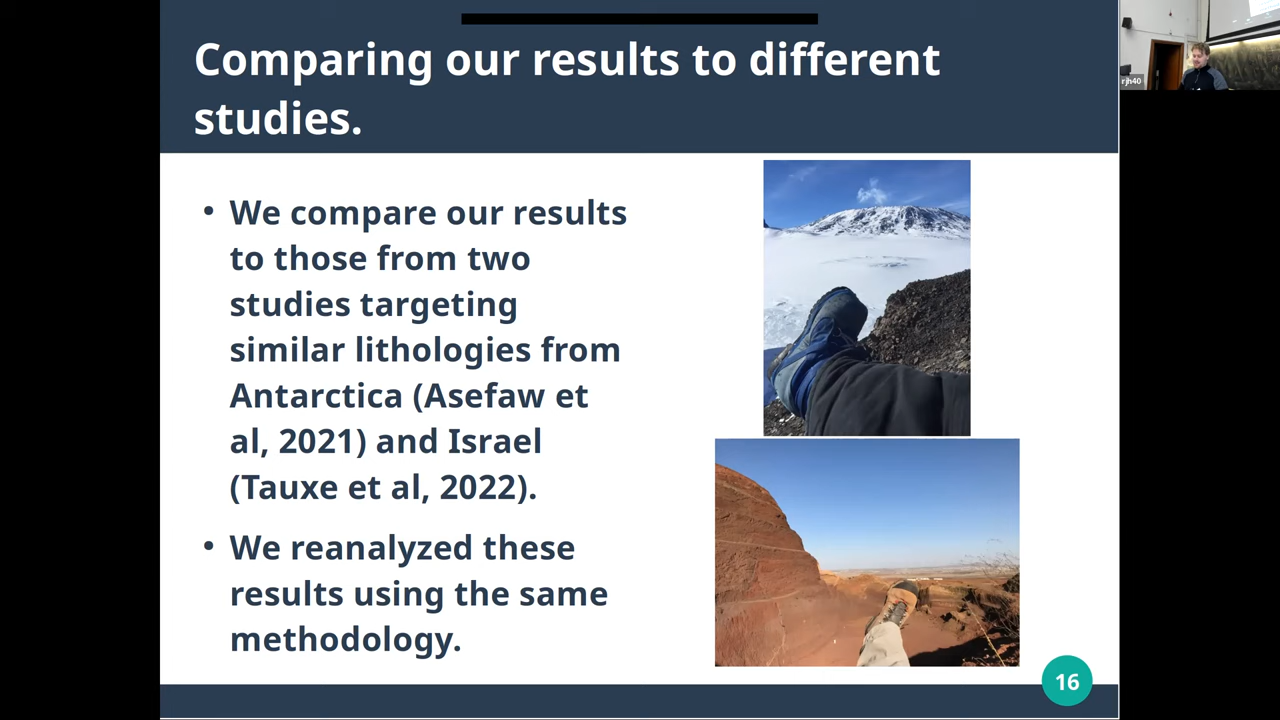 Comparing our results to different
studies.
rjh40
• We compare our results
to those from two
studies targeting
similar lithologies from
Antarctica (Asefaw et
al, 2021) and Israel
(Tauxe et al, 2022).
• We reanalyzed these
results using the same
methodology.
16